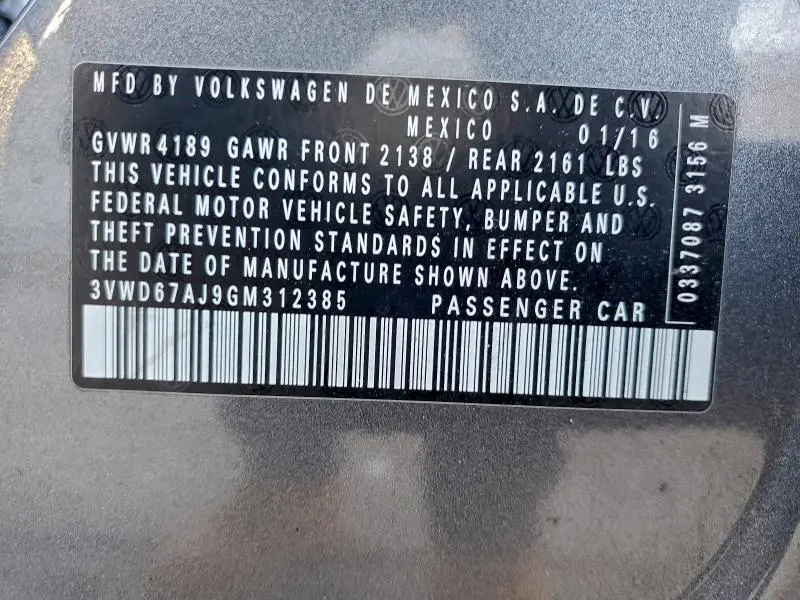 MFD BY VOLKSWAGEN DE MEXICO S.A. DE C.V.
MEXICO 01/16
GVWR 4189 GAWR FRONT 2138 / REAR 2161 LBS
THIS VEHICLE CONFORMS TO ALL APPLICABLE U.S.
FEDERAL MOTOR VEHICLE SAFETY, BUMPER AND
THEFT PREVENTION STANDARDS IN EFFECT ON
THE DATE OF MANUFACTURE SHOWN ABOVE.
3VWD67AJ9GM312385 PASSENGER CAR
0337087 3156 M